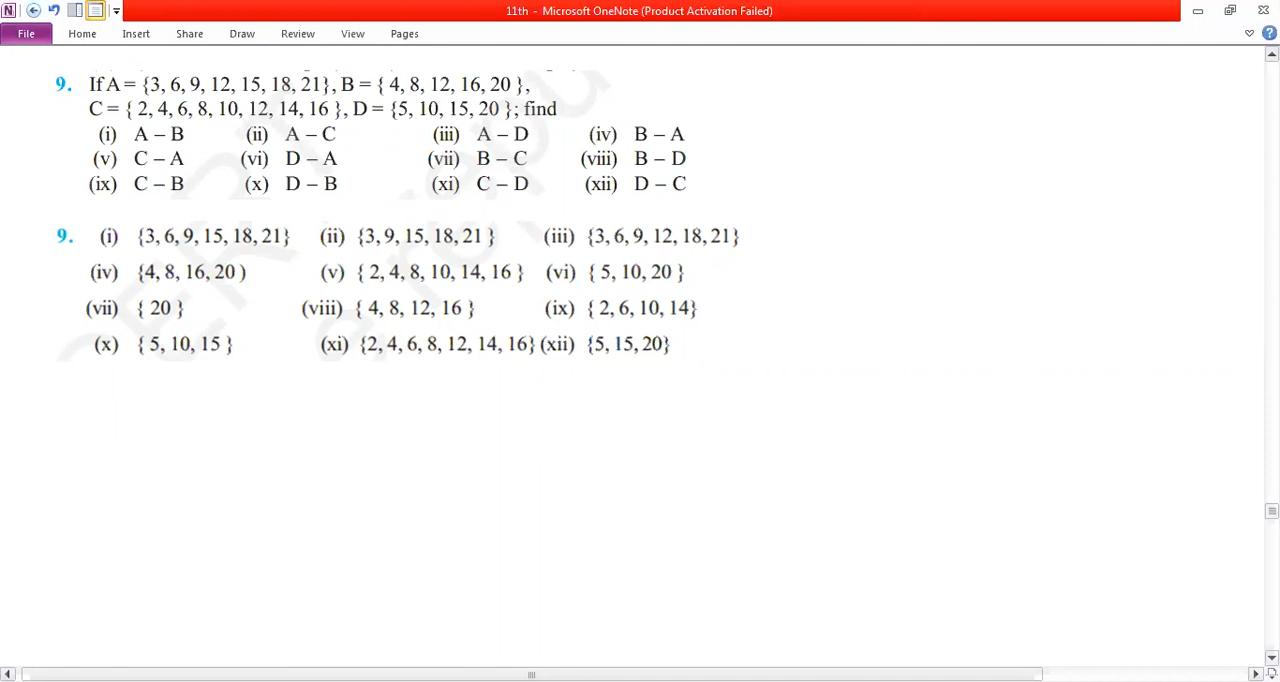 11th - Microsoft OneNote (Product Activation Failed)
File Home Insert Share Draw Review View Pages
9. If A = {3, 6, 9, 12, 15, 18, 21}, B = { 4, 8, 12, 16, 20 },
C = { 2, 4, 6, 8, 10, 12, 14, 16 }, D = {5, 10, 15, 20 }; find
(i) A – B (ii) A – C (iii) A – D (iv) B – A
(v) C – A (vi) D – A (vii) B – C (viii) B – D
(ix) C – B (x) D – B (xi) C – D (xii) D – C
9. (i) {3, 6, 9, 15, 18, 21} (ii) {3, 9, 15, 18, 21 } (iii) {3, 6, 9, 12, 18, 21}
(iv) {4, 8, 16, 20 ) (v) { 2, 4, 8, 10, 14, 16 } (vi) { 5, 10, 20 }
(vii) { 20 } (viii) { 4, 8, 12, 16 } (ix) { 2, 6, 10, 14}
(x) { 5, 10, 15 } (xi) {2, 4, 6, 8, 12, 14, 16} (xii) {5, 15, 20}